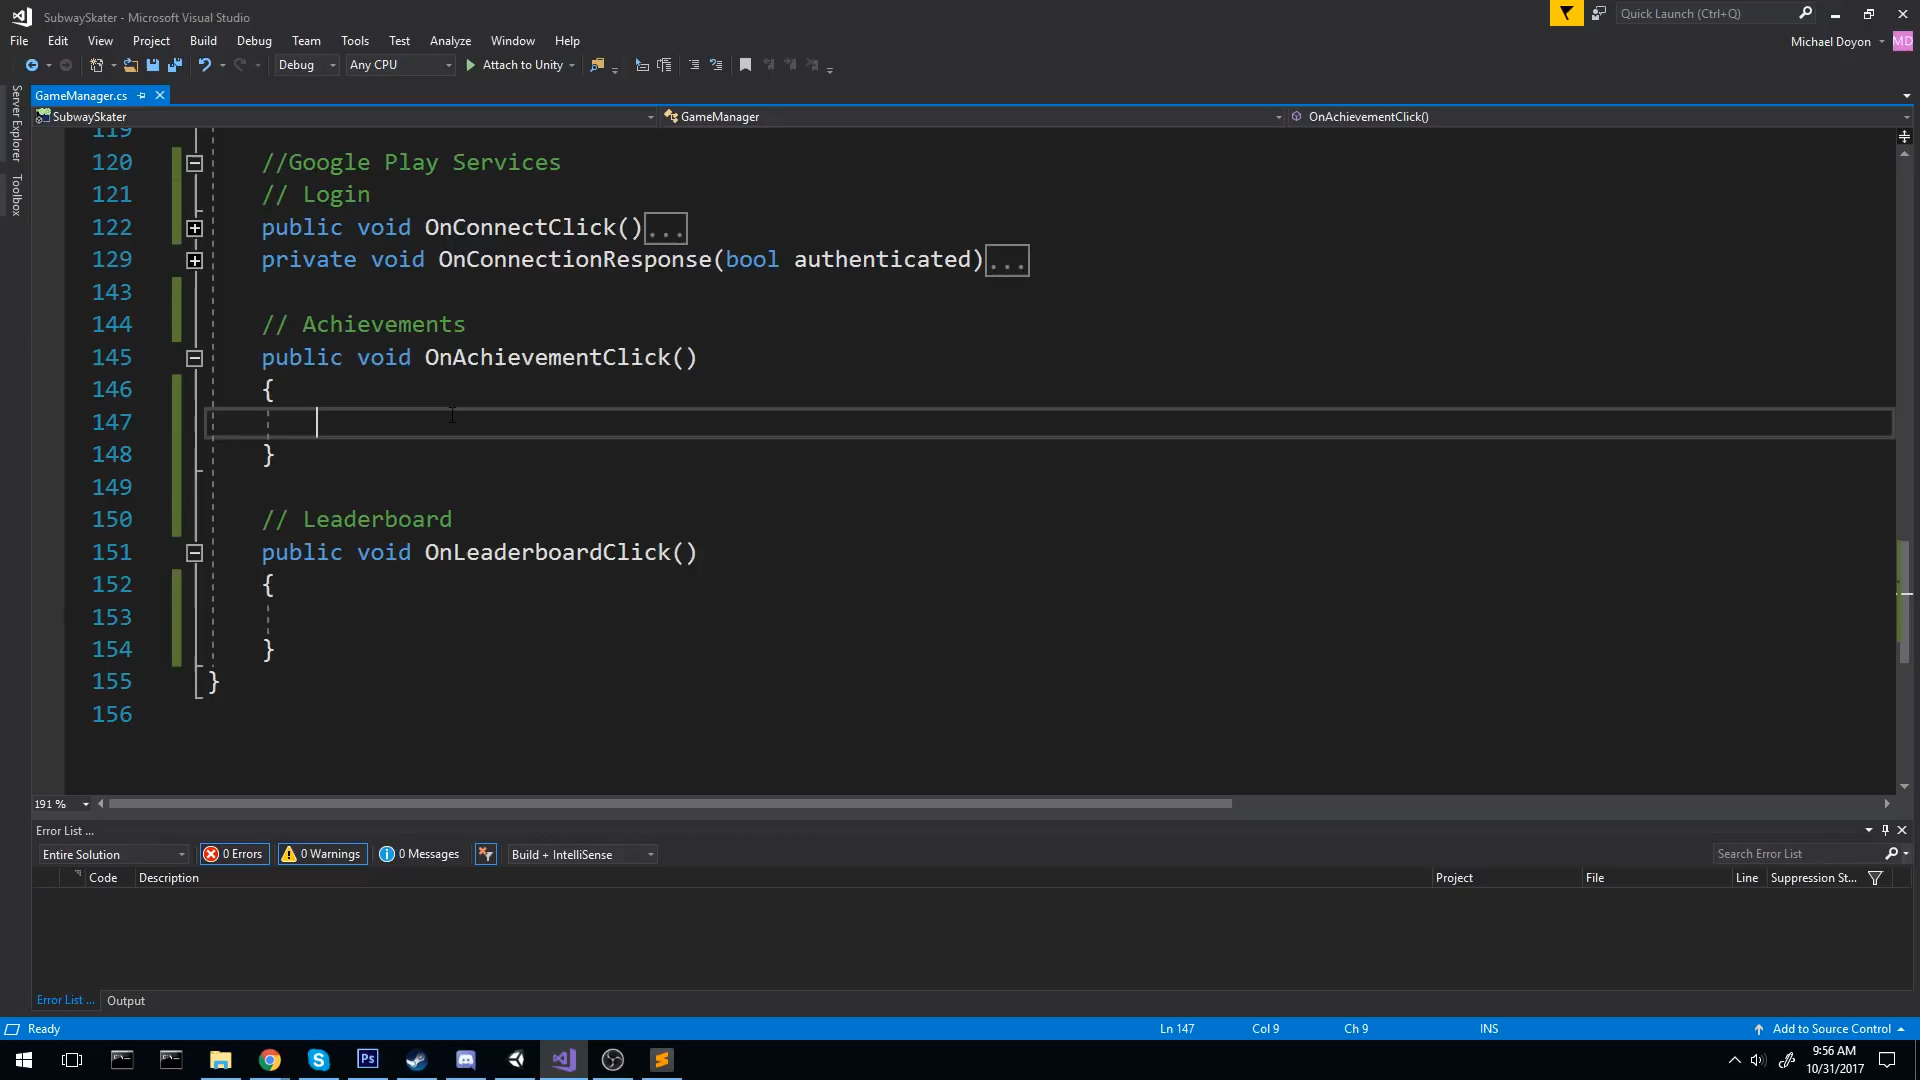 SubwaySkater - Microsoft Visual Studio
Quick Launch (Ctrl+Q)
File Edit View Project Build Debug Team Tools Test Analyze Window Help
Michael Doyon MD
Debug Any CPU Attach to Unity
Server Explorer
Toolbox
GameManager.cs
SubwaySkater GameManager OnAchievementClick()
119
120 //Google Play Services
121 // Login
122 public void OnConnectClick()...
129 private void OnConnectionResponse(bool authenticated)...
143
144 // Achievements
145 public void OnAchievementClick()
146 {
147
148 }
149
150 // Leaderboard
151 public void OnLeaderboardClick()
152 {
153
154 }
155 }
156
191 %
Error List ...
Entire Solution 0 Errors 0 Warnings 0 Messages Build + IntelliSense Search Error List
Code Description Project File Line Suppression St...
Error List ... Output
Ready Ln 147 Col 9 Ch 9 INS Add to Source Control
Ps
9:56 AM
10/31/2017